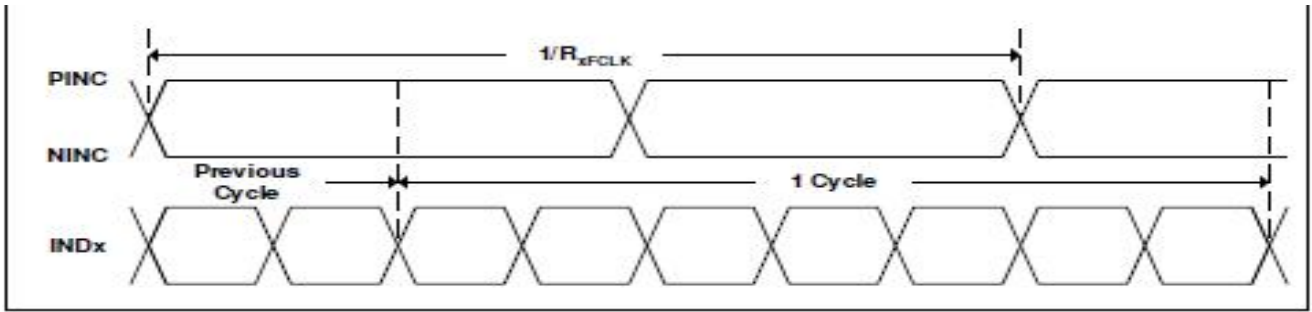 1/RxFCLK
PINC
NINC
Previous
Cycle
1 Cycle
INDx